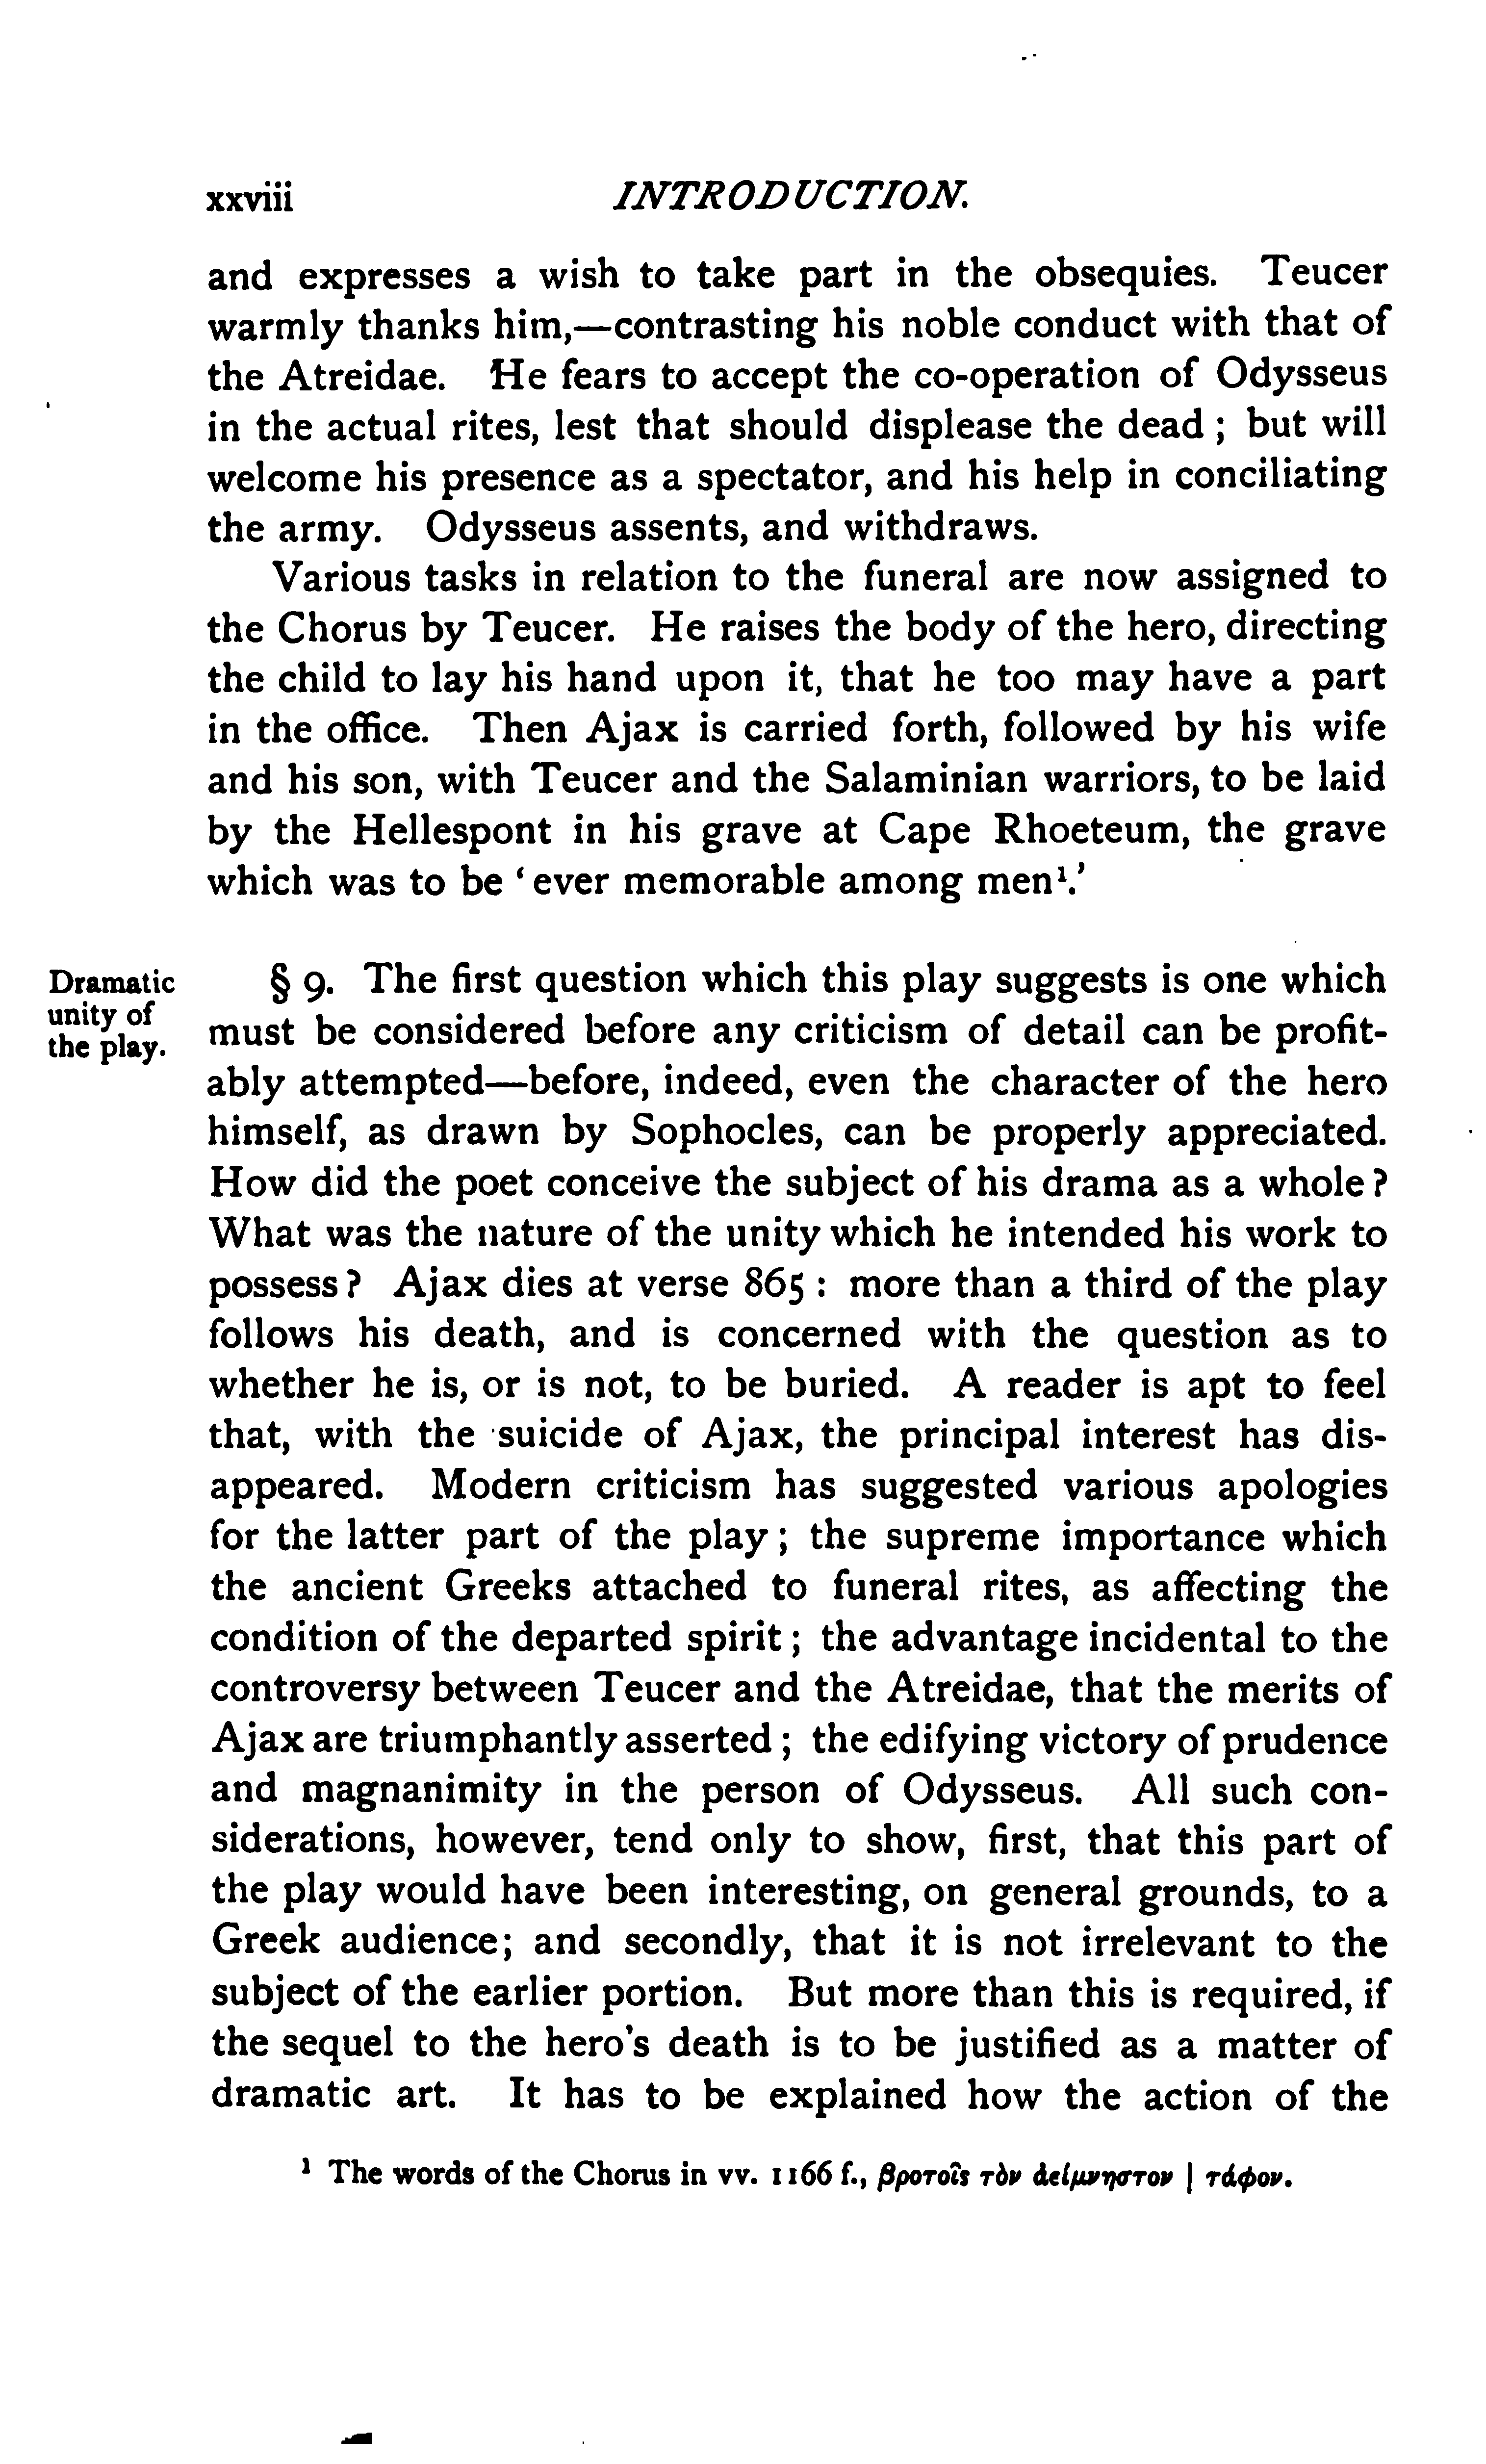 xxviii INTRODUCTION.
and expresses a wish to take part in the obsequies. Teucer
warmly thanks him,—contrasting his noble conduct with that of
the Atreidae. He fears to accept the co-operation of Odysseus
in the actual rites, lest that should displease the dead ; but will
welcome his presence as a spectator, and his help in conciliating
the army. Odysseus assents, and withdraws.
Various tasks in relation to the funeral are now assigned to
the Chorus by Teucer. He raises the body of the hero, directing
the child to lay his hand upon it, that he too may have a part
in the office. Then Ajax is carried forth, followed by his wife
and his son, with Teucer and the Salaminian warriors, to be laid
by the Hellespont in his grave at Cape Rhoeteum, the grave
which was to be ‘ ever memorable among men¹.’
Dramatic
unity of
the play.
§ 9. The first question which this play suggests is one which
must be considered before any criticism of detail can be profit-
ably attempted—before, indeed, even the character of the hero
himself, as drawn by Sophocles, can be properly appreciated.
How did the poet conceive the subject of his drama as a whole ?
What was the nature of the unity which he intended his work to
possess ? Ajax dies at verse 865 : more than a third of the play
follows his death, and is concerned with the question as to
whether he is, or is not, to be buried. A reader is apt to feel
that, with the suicide of Ajax, the principal interest has dis-
appeared. Modern criticism has suggested various apologies
for the latter part of the play ; the supreme importance which
the ancient Greeks attached to funeral rites, as affecting the
condition of the departed spirit ; the advantage incidental to the
controversy between Teucer and the Atreidae, that the merits of
Ajax are triumphantly asserted ; the edifying victory of prudence
and magnanimity in the person of Odysseus. All such con-
siderations, however, tend only to show, first, that this part of
the play would have been interesting, on general grounds, to a
Greek audience; and secondly, that it is not irrelevant to the
subject of the earlier portion. But more than this is required, if
the sequel to the hero's death is to be justified as a matter of
dramatic art. It has to be explained how the action of the
¹ The words of the Chorus in vv. 1166 f., βροτοῖς τὸν ἀείμνηστον | τάφον.